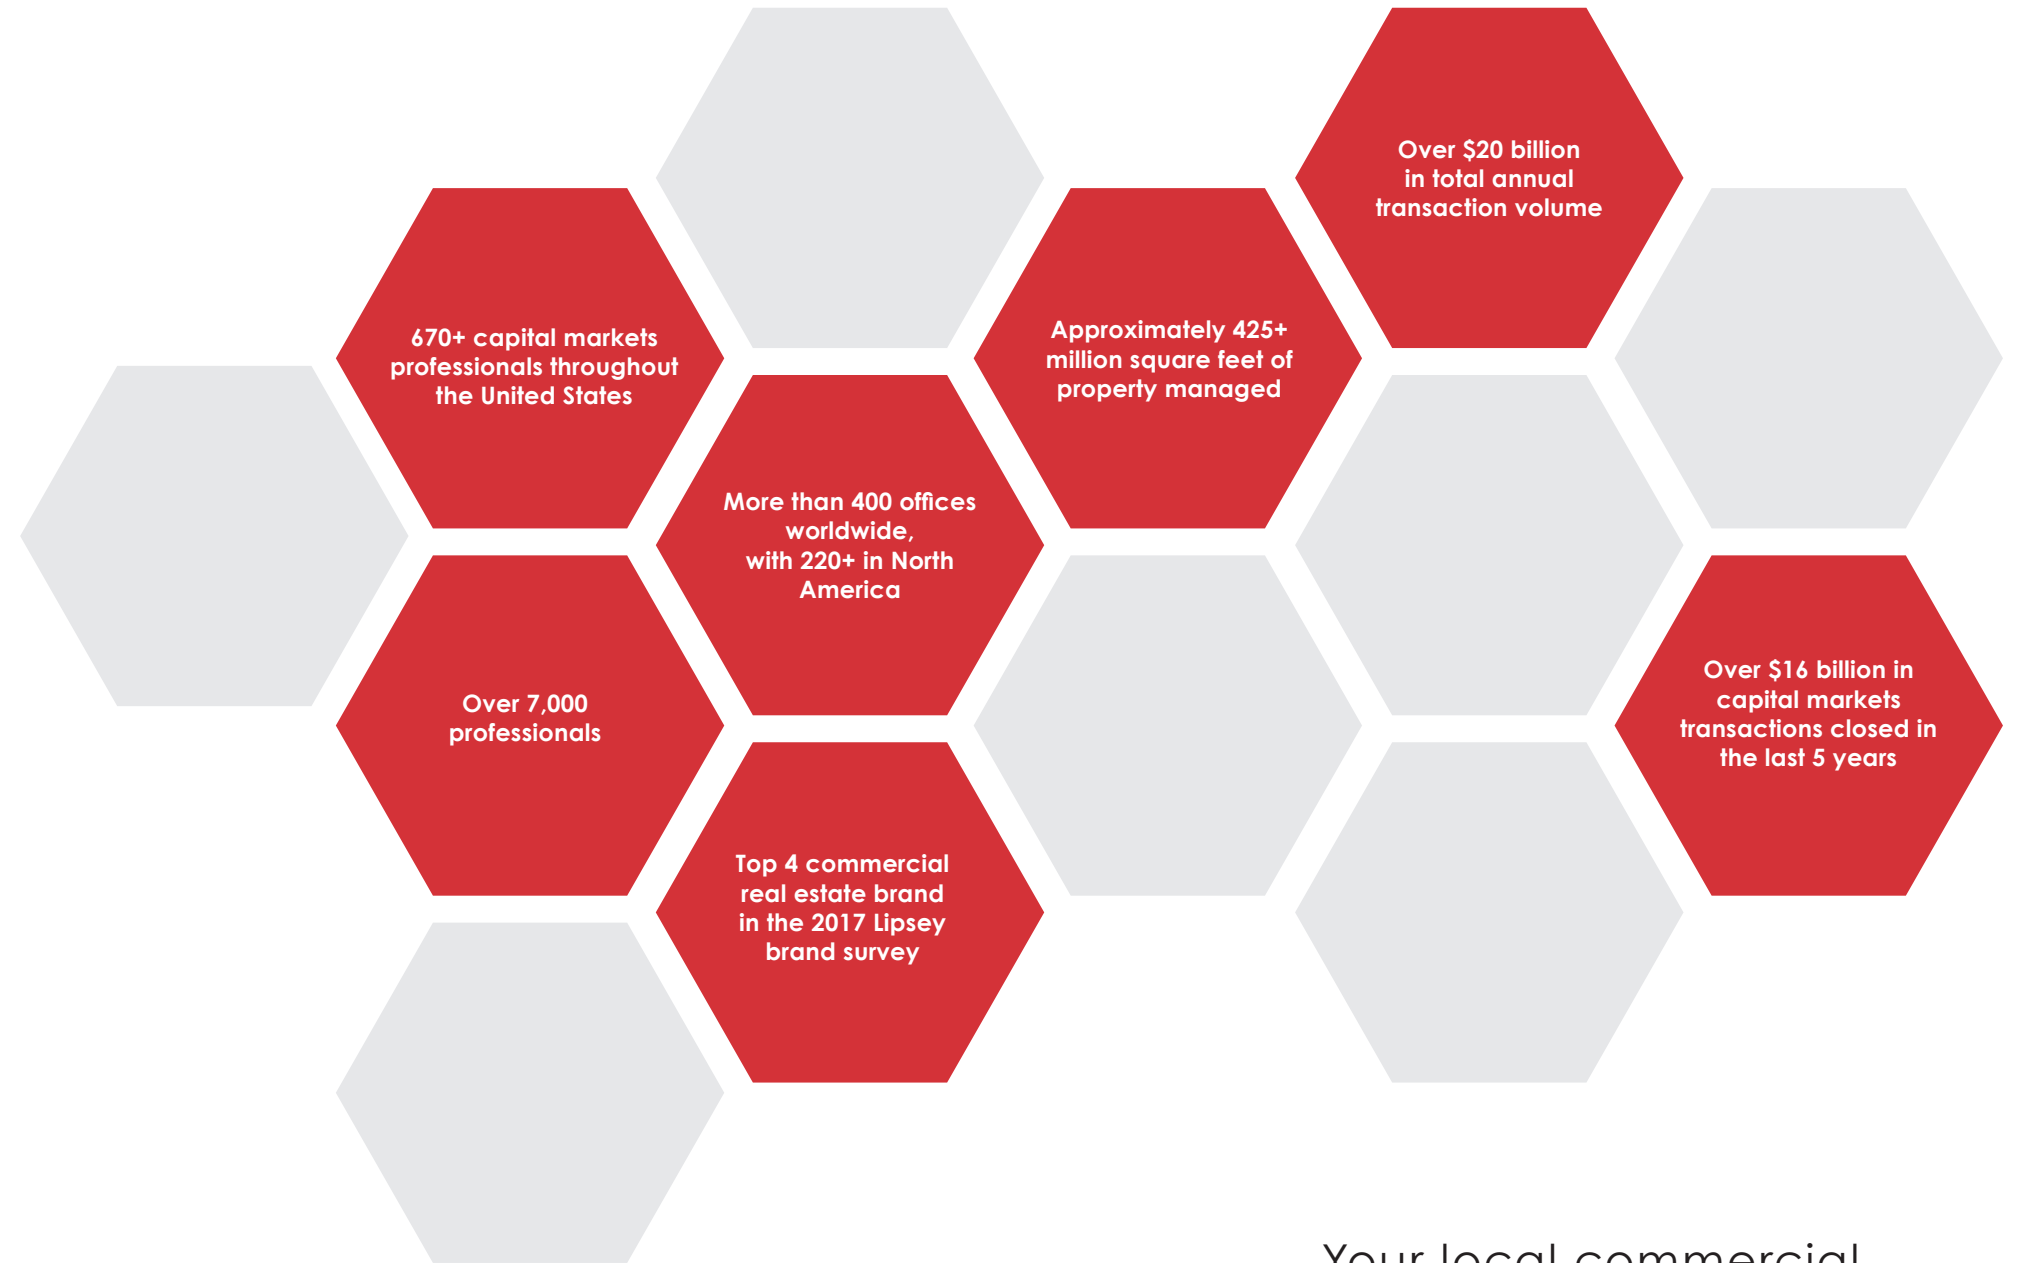 Over $20 billion
in total annual
transaction volume
670+ capital markets
professionals throughout
the United States
Approximately 425+
million square feet of
property managed
More than 400 offices
worldwide,
with 220+ in North
America
Over 7,000
professionals
Over $16 billion in
capital markets
transactions closed in
the last 5 years
Top 4 commercial
real estate brand
in the 2017 Lipsey
brand survey
Your local commercial